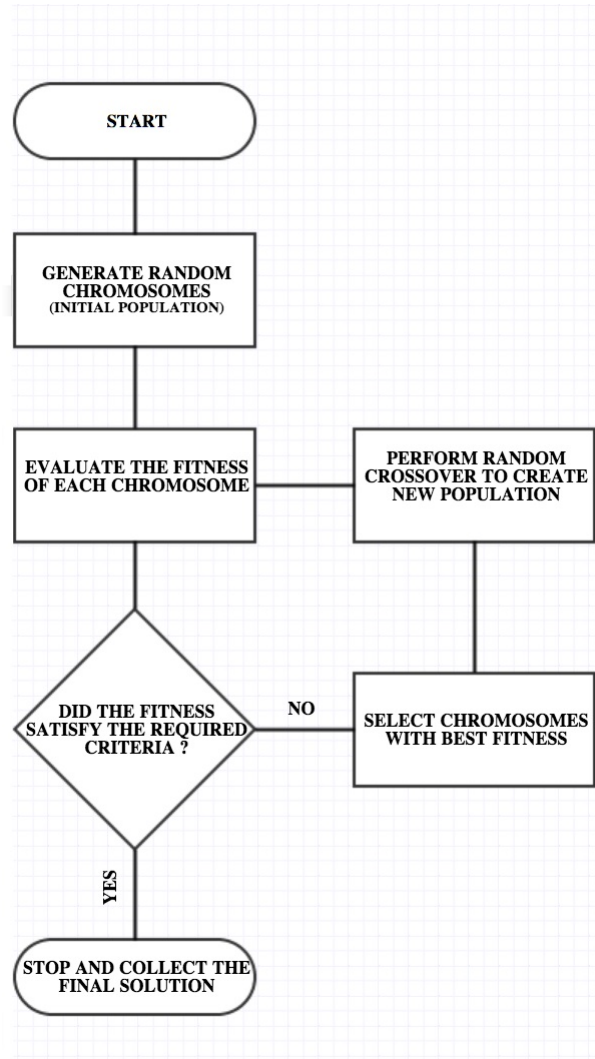 START
GENERATE RANDOM
CHROMOSOMES
(INITIAL POPULATION)
EVALUATE THE FITNESS
OF EACH CHROMOSOME
PERFORM RANDOM
CROSSOVER TO CREATE
NEW POPULATION
DID THE FITNESS
SATISFY THE REQUIRED
CRITERIA ?
NO
SELECT CHROMOSOMES
WITH BEST FITNESS
YES
STOP AND COLLECT THE
FINAL SOLUTION